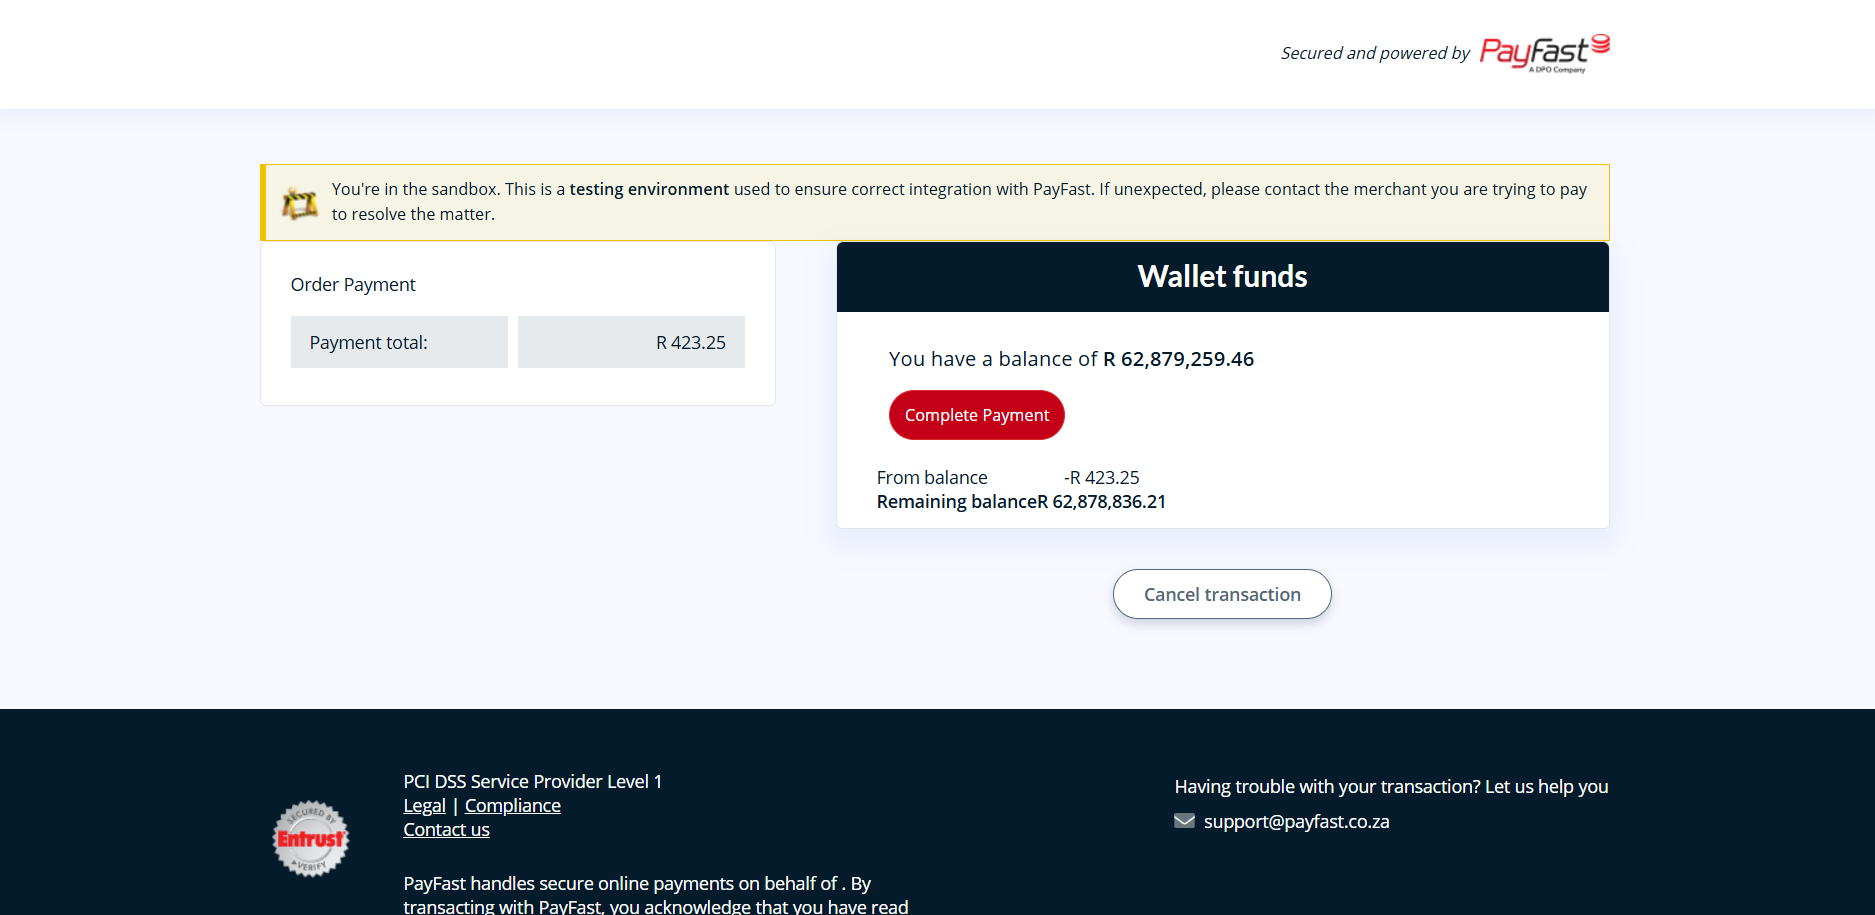 Secured and powered by PayFast
A DPO Company
You're in the sandbox. This is a testing environment used to ensure correct integration with PayFast. If unexpected, please contact the merchant you are trying to pay
to resolve the matter.
Order Payment
Payment total: R 423.25
Wallet funds
You have a balance of R 62,879,259.46
Complete Payment
From balance -R 423.25
Remaining balanceR 62,878,836.21
Cancel transaction
SECURED BY
Entrust
VERIFY
PCI DSS Service Provider Level 1
Legal | Compliance
Contact us
PayFast handles secure online payments on behalf of . By
transacting with PayFast, you acknowledge that you have read
Having trouble with your transaction? Let us help you
support@payfast.co.za